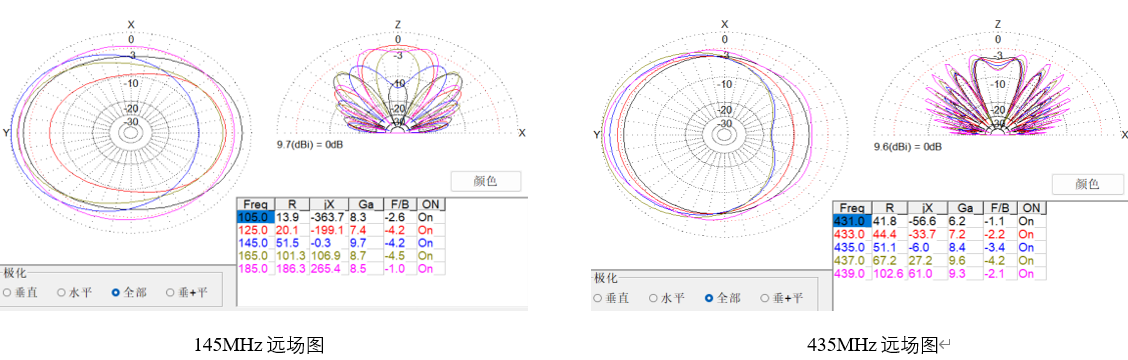 X
0
-3
-10
-20
-30
Y
Z
0
-3
-10
-20
-30
X
9.7(dBi) = 0dB
颜色
Freq R jX Ga F/B ON
105.0 13.9 -363.7 8.3 -2.6 On
125.0 20.1 -199.1 7.4 -4.2 On
145.0 51.5 -0.3 9.7 -4.2 On
165.0 101.3 106.9 8.7 -4.5 On
185.0 186.3 265.4 8.5 -1.0 On
极化
垂直 水平 全部 垂+平
145MHz 远场图
X
0
-3
-10
-20
-30
Y
Z
0
-3
-10
-20
-30
X
9.6(dBi) = 0dB
颜色
Freq R jX Ga F/B ON
431.0 41.8 -56.6 6.2 -1.1 On
433.0 44.4 -33.7 7.2 -2.2 On
435.0 51.1 -6.0 8.4 -3.4 On
437.0 67.2 27.2 9.6 -4.2 On
439.0 102.6 61.0 9.3 -2.1 On
极化
垂直 水平 全部 垂+平
435MHz 远场图↵